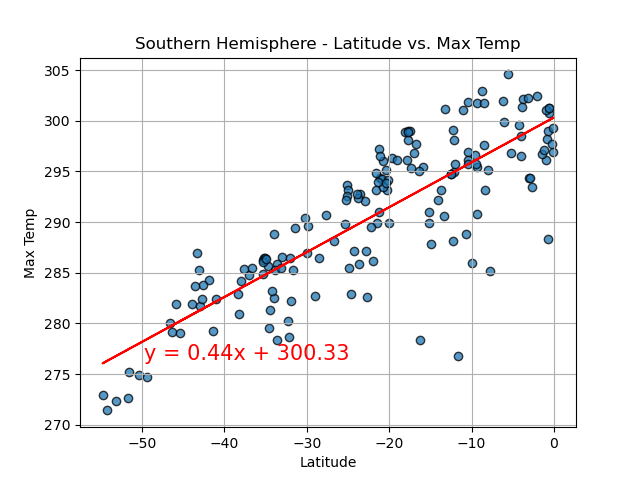 Southern Hemisphere - Latitude vs. Max Temp
Max Temp
305
300
295
290
285
280
275
270
y = 0.44x + 300.33
−50 −40 −30 −20 −10 0
Latitude